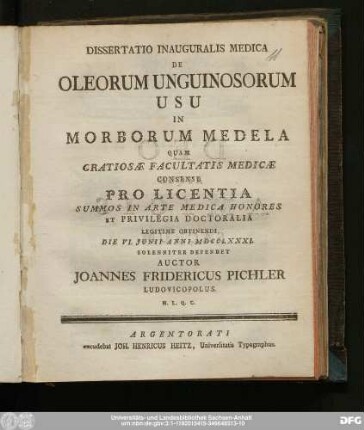 DISSERTATIO INAUGURALIS MEDICA
DE
OLEORUM UNGUINOSORUM
USU
IN
MORBORUM MEDELA
QUAM
GRATIOSÆ FACULTATIS MEDICÆ
CONSENSU
PRO LICENTIA
SUMMOS IN ARTE MEDICA HONORES
ET PRIVILEGIA DOCTORALIA
LEGITIME OBTINENDI,
DIE VI. JUNII ANNI MDCCLXXXI.
SOLENNITER DEFENDET
AUCTOR
JOANNES FRIDERICUS PICHLER
LUDOVICOPOLUS.
H. L. Q. C.
ARGENTORATI
excudebat JOH. HENRICUS HEITZ, Universitatis Typographus.
Universitäts- und Landesbibliothek Sachsen-Anhalt
DFG